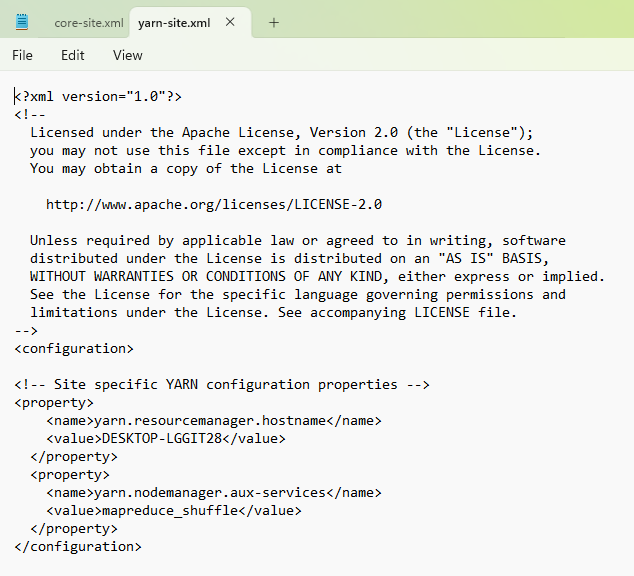 core-site.xml yarn-site.xml
File Edit View
<?xml version="1.0"?>
<!--
  Licensed under the Apache License, Version 2.0 (the "License");
  you may not use this file except in compliance with the License.
  You may obtain a copy of the License at

    http://www.apache.org/licenses/LICENSE-2.0

  Unless required by applicable law or agreed to in writing, software
  distributed under the License is distributed on an "AS IS" BASIS,
  WITHOUT WARRANTIES OR CONDITIONS OF ANY KIND, either express or implied.
  See the License for the specific language governing permissions and
  limitations under the License. See accompanying LICENSE file.
-->
<configuration>

<!-- Site specific YARN configuration properties -->
<property>
    <name>yarn.resourcemanager.hostname</name>
    <value>DESKTOP-LGGIT28</value>
  </property>
  <property>
    <name>yarn.nodemanager.aux-services</name>
    <value>mapreduce_shuffle</value>
  </property>
</configuration>